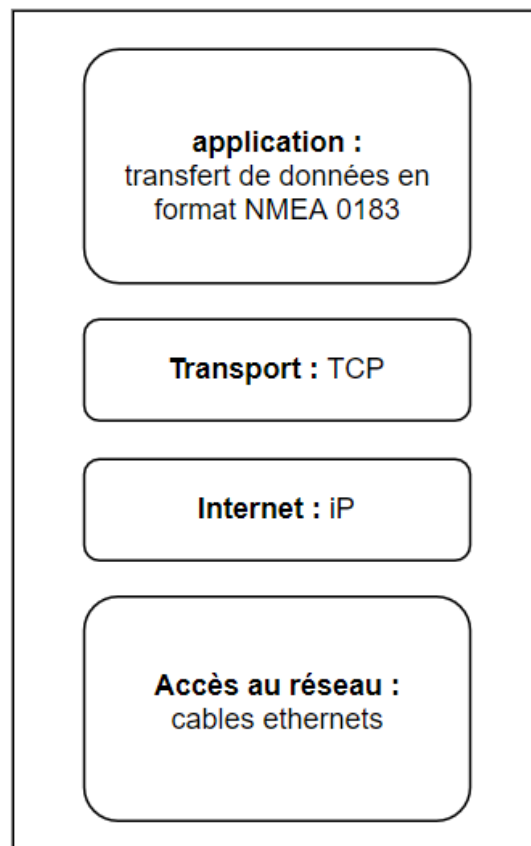 application :
transfert de données en
format NMEA 0183
Transport : TCP
Internet : iP
Accès au réseau :
cables ethernets